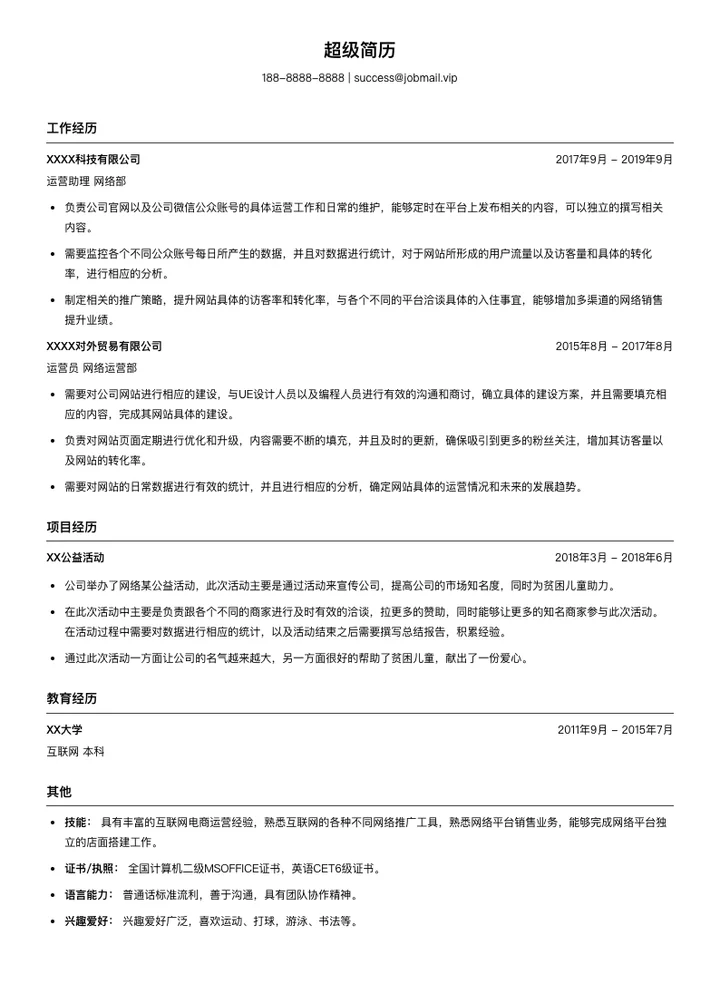 超级简历
188-8888-8888 | success@jobmail.vip
工作经历
XXXX科技有限公司 2017年9月 – 2019年9月
运营助理 网络部
• 负责公司官网以及公司微信公众账号的具体运营工作和日常的维护，能够定时在平台上发布相关的内容，可以独立的撰写相关
内容。
• 需要监控各个不同公众账号每日所产生的数据，并且对数据进行统计，对于网站所形成的用户流量以及访客量和具体的转化
率，进行相应的分析。
• 制定相关的推广策略，提升网站具体的访客率和转化率，与各个不同的平台洽谈具体的入住事宜，能够增加多渠道的网络销售
提升业绩。
XXXX对外贸易有限公司 2015年8月 – 2017年8月
运营员 网络运营部
• 需要对公司网站进行相应的建设，与UE设计人员以及编程人员进行有效的沟通和商讨，确立具体的建设方案，并且需要填充相
应的内容，完成其网站具体的建设。
• 负责对网站页面定期进行优化和升级，内容需要不断的填充，并且及时的更新，确保吸引到更多的粉丝关注，增加其访客量以
及网站的转化率。
• 需要对网站的日常数据进行有效的统计，并且进行相应的分析，确定网站具体的运营情况和未来的发展趋势。
项目经历
XX公益活动 2018年3月 – 2018年6月
• 公司举办了网络某公益活动，此次活动主要是通过活动来宣传公司，提高公司的市场知名度，同时为贫困儿童助力。
• 在此次活动中主要是负责跟各个不同的商家进行及时有效的洽谈，拉更多的赞助，同时能够让更多的知名商家参与此次活动。
在活动过程中需要对数据进行相应的统计，以及活动结束之后需要撰写总结报告，积累经验。
• 通过此次活动一方面让公司的名气越来越大，另一方面很好的帮助了贫困儿童，献出了一份爱心。
教育经历
XX大学 2011年9月 – 2015年7月
互联网 本科
其他
• 技能： 具有丰富的互联网电商运营经验，熟悉互联网的各种不同网络推广工具，熟悉网络平台销售业务，能够完成网络平台独
立的店面搭建工作。
• 证书/执照： 全国计算机二级MSOFFICE证书，英语CET6级证书。
• 语言能力： 普通话标准流利，善于沟通，具有团队协作精神。
• 兴趣爱好： 兴趣爱好广泛，喜欢运动、打球，游泳、书法等。